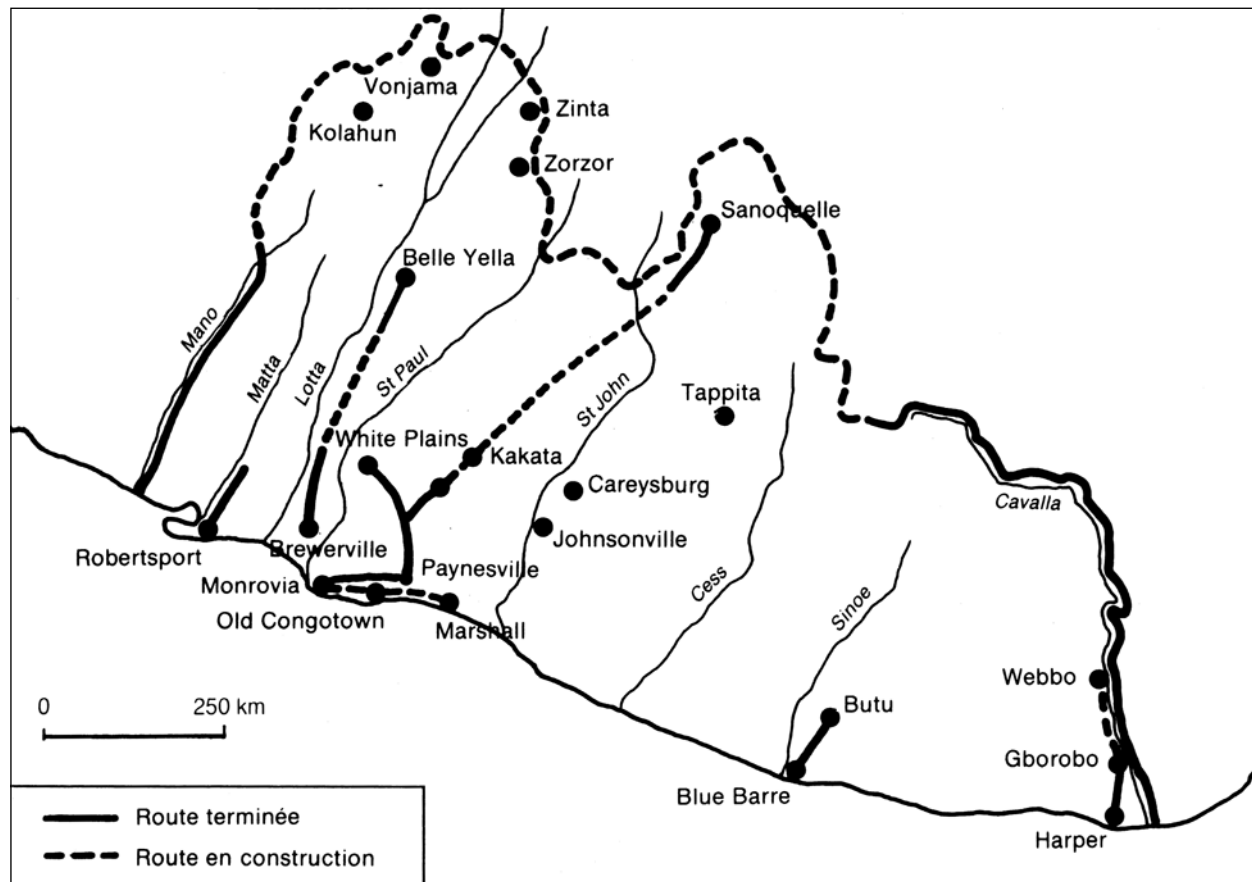 Vonjama
Kolahun
Zinta
Zorzor
Sanoquelle
Belle Yella
Mano
Matta
Lotta
St Paul
St John
Tappita
White Plains
Kakata
Careysburg
Cavalla
Johnsonville
Robertsport
Brewerville
Monrovia
Paynesville
Old Congotown
Marshall
Cess
Sinoe
Webbo
0 250 km
Butu
Gborobo
Blue Barre
Harper
Route terminée
Route en construction